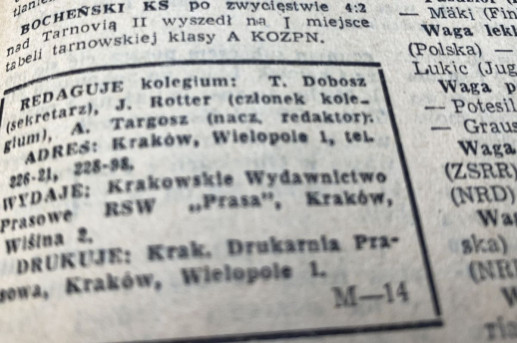 BOCHEŃSKI KS po zwycięstwie 4:2
nad Tarnovią II wyszedł na I miejsce
tabeli tarnowskiej klasy A KOZPN.
REDAGUJE kolegium: T. Dobosz
(sekretarz), J. Rotter (członek kole-
gium), A. Targosz (nacz. redaktor).
ADRES: Kraków, Wielopole 1, tel.
226-21, 228-98.
WYDAJE: Krakowskie Wydawnictwo
Prasowe RSW „Prasa”, Kraków,
Wiślna 2.
DRUKUJE: Krak. Drukarnia Pra-
sowa, Kraków, Wielopole 1.
M—14
— Mäki (Fin
Waga lekk
(Polska) —
Lukic (Jug
Waga p
— Potesil
— Graus
Waga
(ZSRR)
(NRD)
Wag
ska)
(NR
W